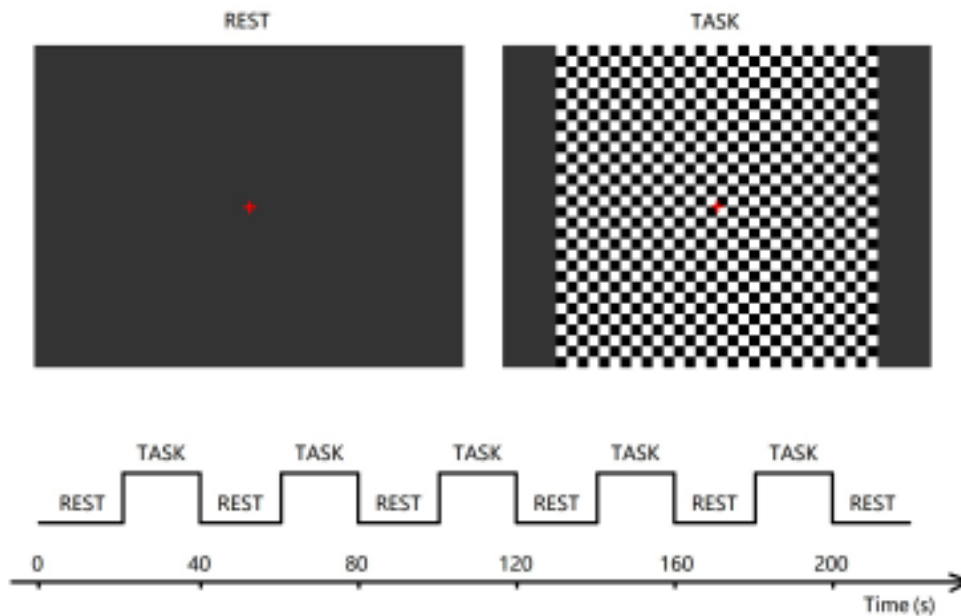 REST TASK
TASK TASK TASK TASK TASK
REST REST REST REST REST REST
0 40 80 120 160 200
Time (s)